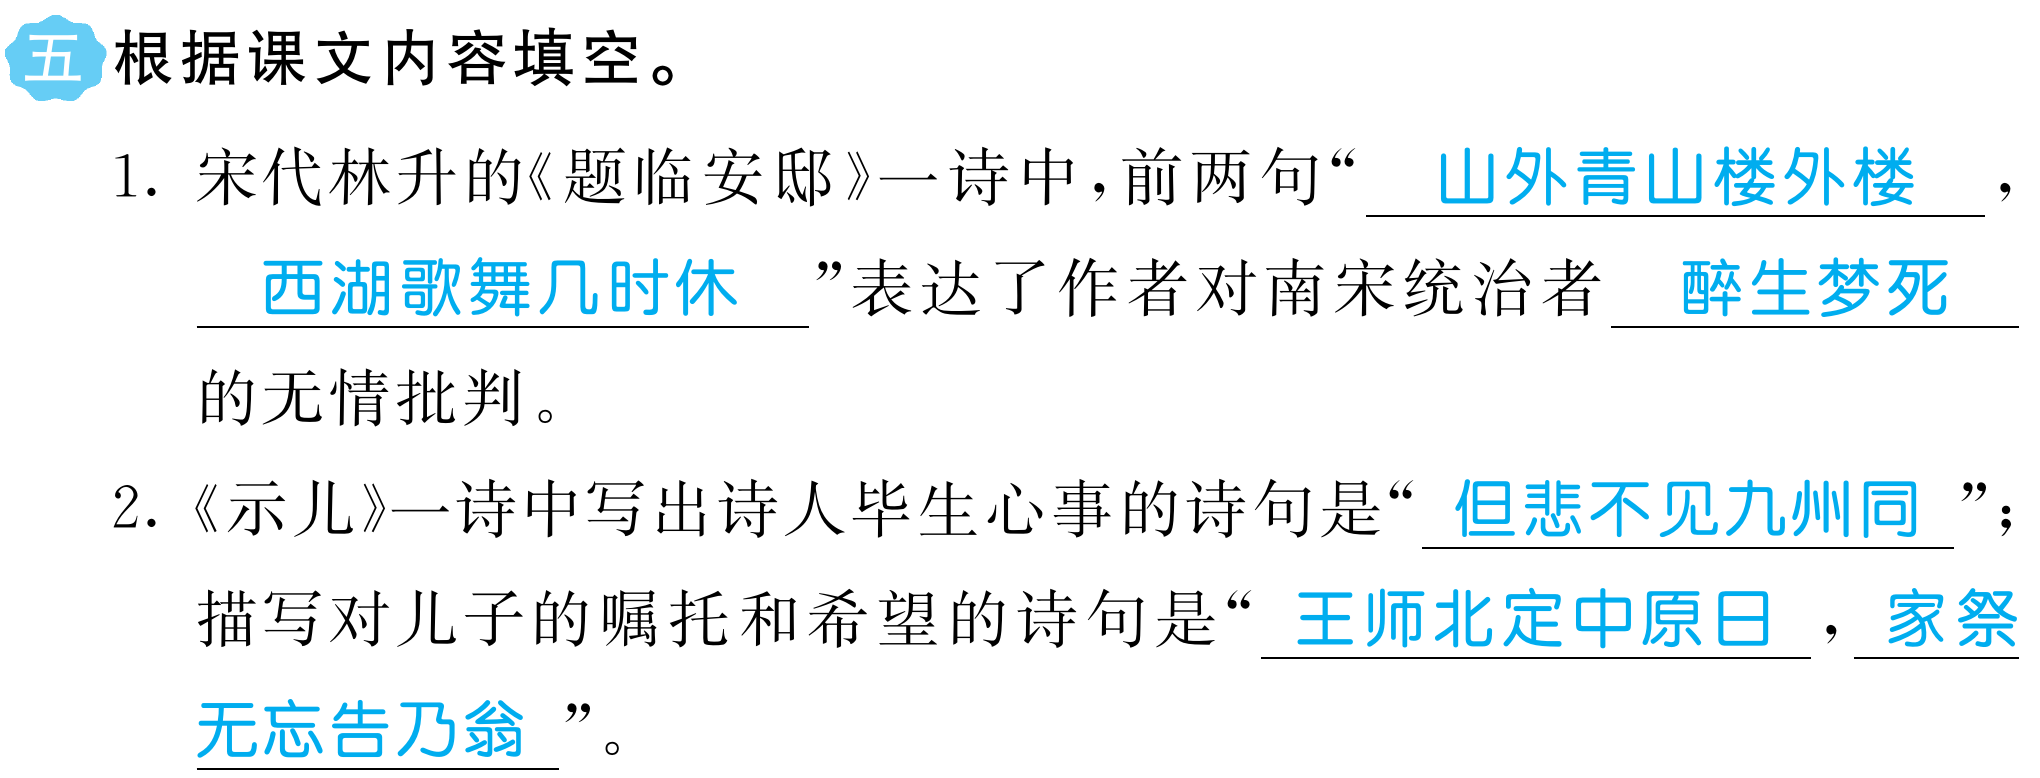 五 根据课文内容填空。
1. 宋代林升的《题临安邸》一诗中,前两句“ 山外青山楼外楼 ,
西湖歌舞几时休 ”表达了作者对南宋统治者 醉生梦死
的无情批判。
2.《示儿》一诗中写出诗人毕生心事的诗句是“ 但悲不见九州同 ”;
描写对儿子的嘱托和希望的诗句是“ 王师北定中原日 , 家祭
无忘告乃翁 ”。